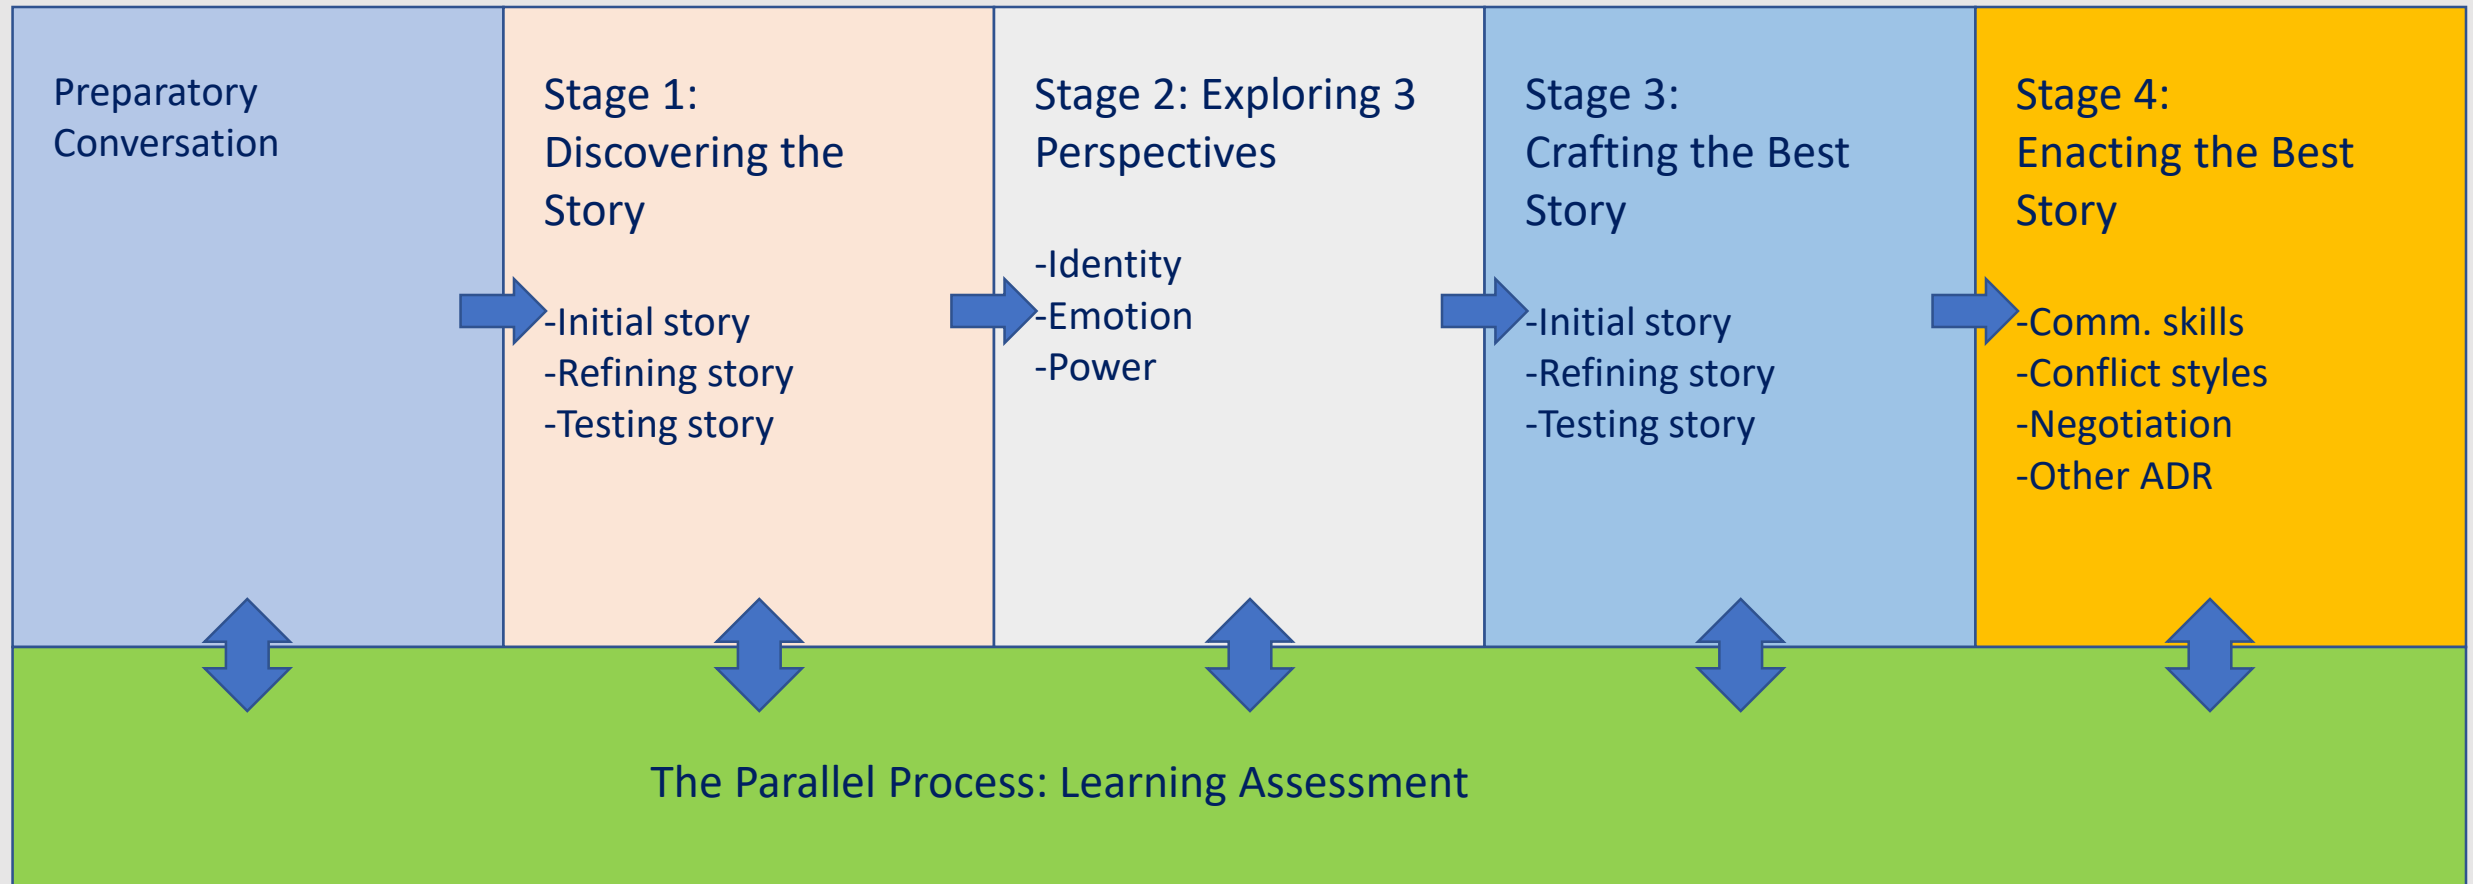 Preparatory
Conversation
Stage 1:
Discovering the
Story
-Initial story
-Refining story
-Testing story
Stage 2: Exploring 3
Perspectives
-Identity
-Emotion
-Power
Stage 3:
Crafting the Best
Story
-Initial story
-Refining story
-Testing story
Stage 4:
Enacting the Best
Story
-Comm. skills
-Conflict styles
-Negotiation
-Other ADR
The Parallel Process: Learning Assessment